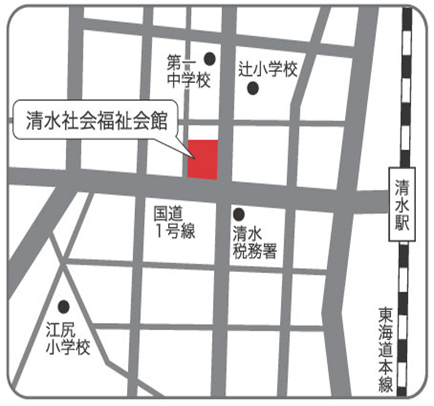 第一
中学校
辻小学校
清水社会福祉会館
清水駅
国道
1号線
清水
税務署
江尻
小学校
東海道本線